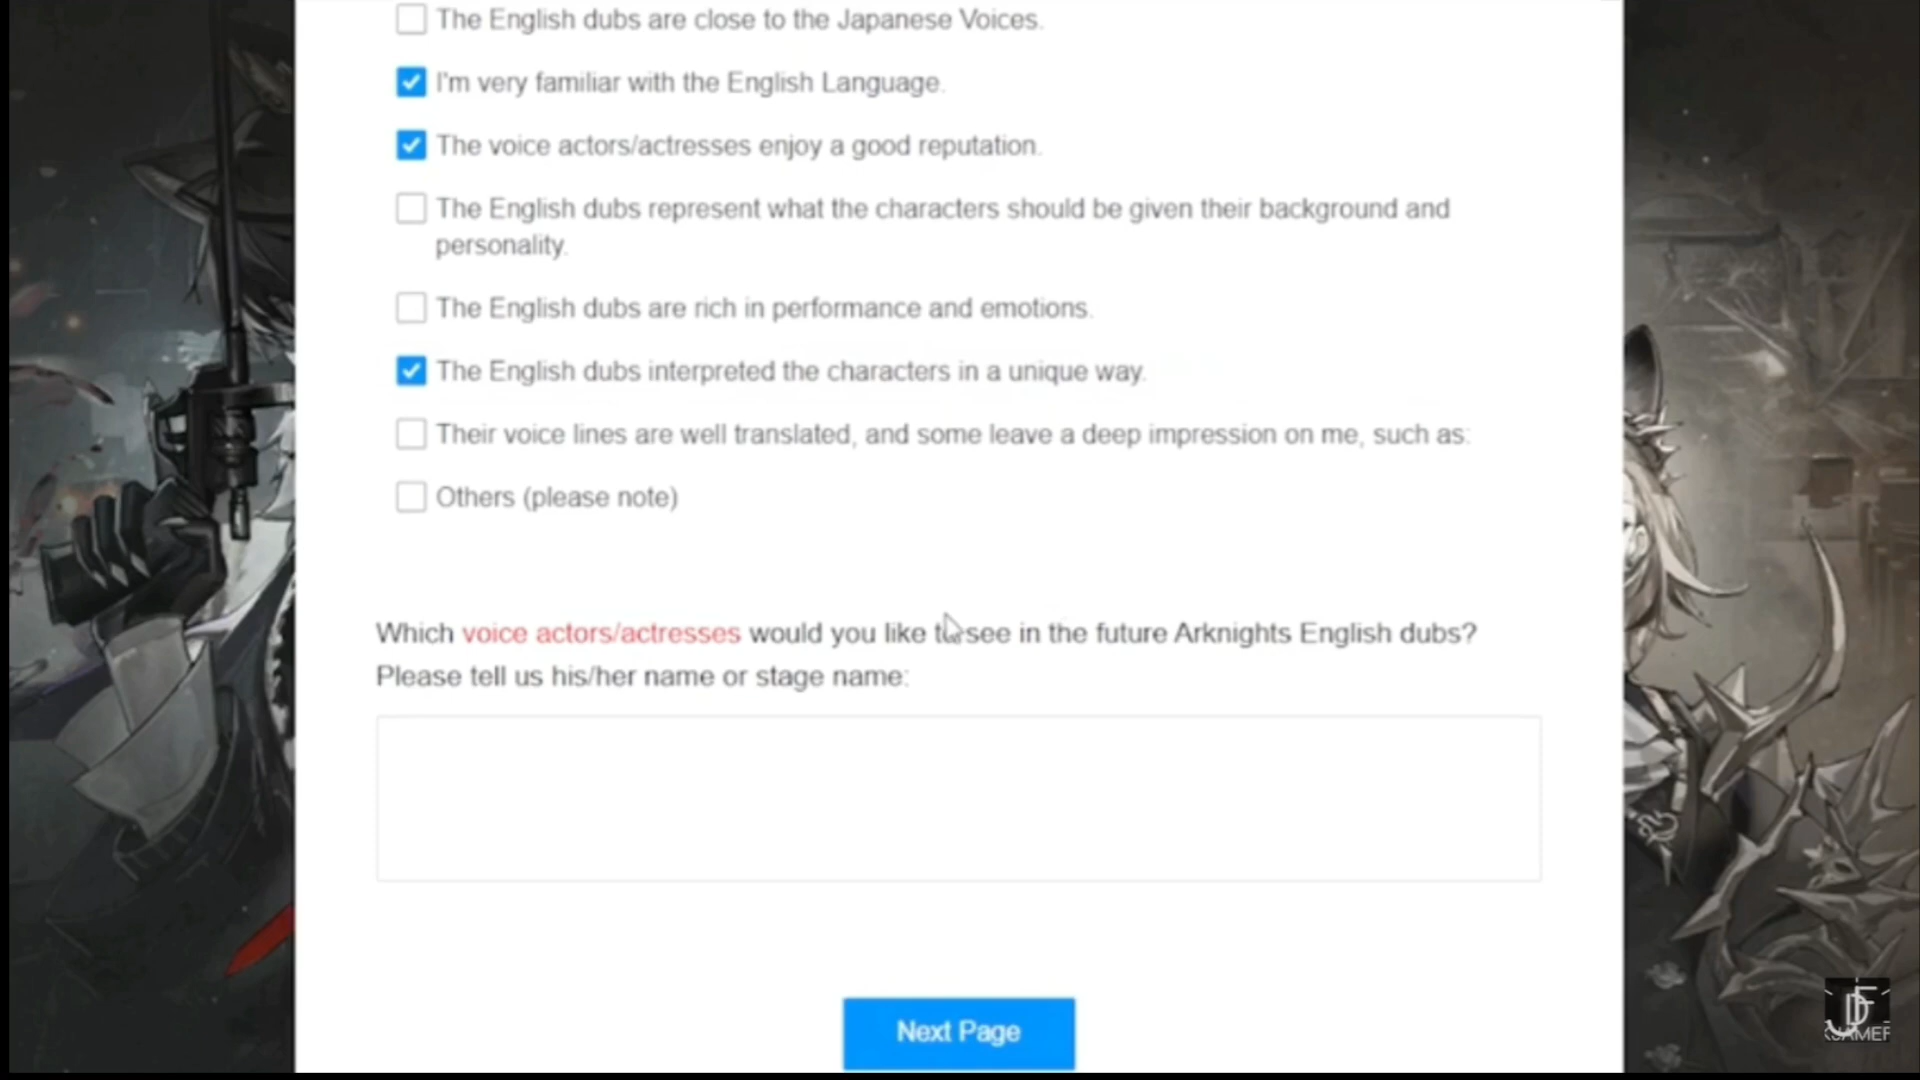 The English dubs are close to the Japanese Voices.
I'm very familiar with the English Language.
The voice actors/actresses enjoy a good reputation.
The English dubs represent what the characters should be given their background and
personality.
The English dubs are rich in performance and emotions.
The English dubs interpreted the characters in a unique way.
Their voice lines are well translated, and some leave a deep impression on me, such as:
Others (please note)
Which voice actors/actresses would you like to see in the future Arknights English dubs?
Please tell us his/her name or stage name:
Next Page